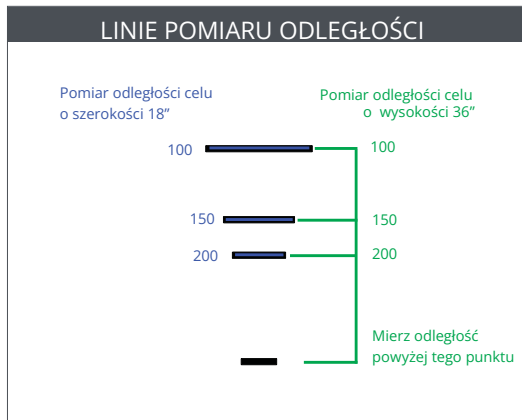 LINIE POMIARU ODLEGŁOŚCI
Pomiar odległości celu
o szerokości 18”
Pomiar odległości celu
o wysokości 36”
100
100
150
150
200
200
Mierz odległość
powyżej tego punktu